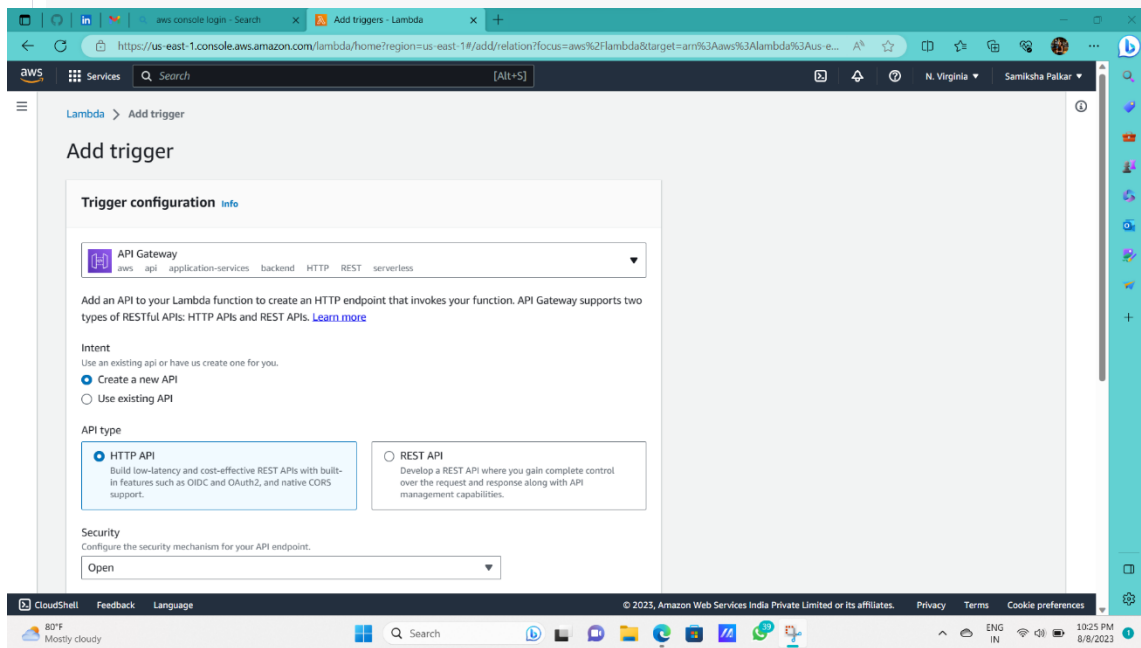 in
aws console login - Search
Add triggers - Lambda
https://us-east-1.console.aws.amazon.com/lambda/home?region=us-east-1#/add/relation?focus=aws%2Flambda&target=arn%3Aaws%3Alambda%3Aus-e...
aws
Services
Search
[Alt+S]
N. Virginia
Samiksha Palkar
Lambda > Add trigger
Add trigger
Trigger configuration Info
API Gateway
aws api application-services backend HTTP REST serverless
Add an API to your Lambda function to create an HTTP endpoint that invokes your function. API Gateway supports two
types of RESTful APIs: HTTP APIs and REST APIs. Learn more
Intent
Use an existing api or have us create one for you.
Create a new API
Use existing API
API type
HTTP API
Build low-latency and cost-effective REST APIs with built-
in features such as OIDC and OAuth2, and native CORS
support.
REST API
Develop a REST API where you gain complete control
over the request and response along with API
management capabilities.
Security
Configure the security mechanism for your API endpoint.
Open
CloudShell Feedback Language
© 2023, Amazon Web Services India Private Limited or its affiliates. Privacy Terms Cookie preferences
80°F
Mostly cloudy
Search
39
ENG
IN
10:25 PM
8/8/2023
1